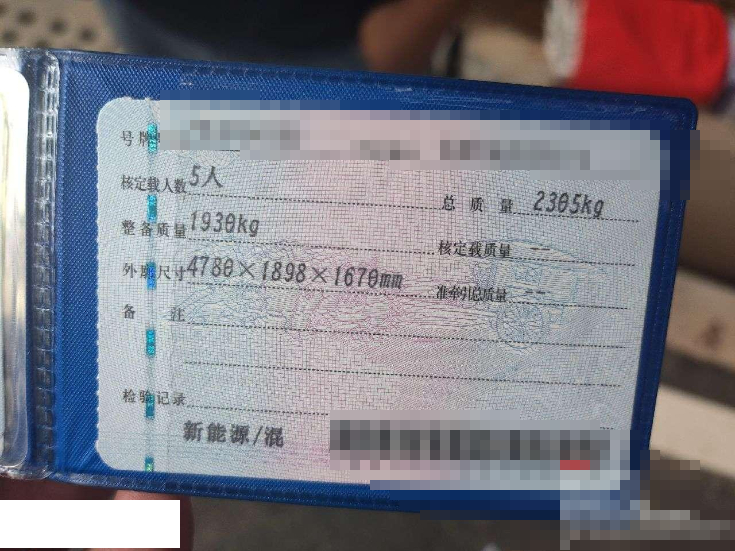 号牌
核定载人数 5人 总质量 2305kg
整备质量 1930kg 核定载质量 --
外廓尺寸 4780×1898×1670mm 准牵引总质量 --
备注
检验记录
新能源/混